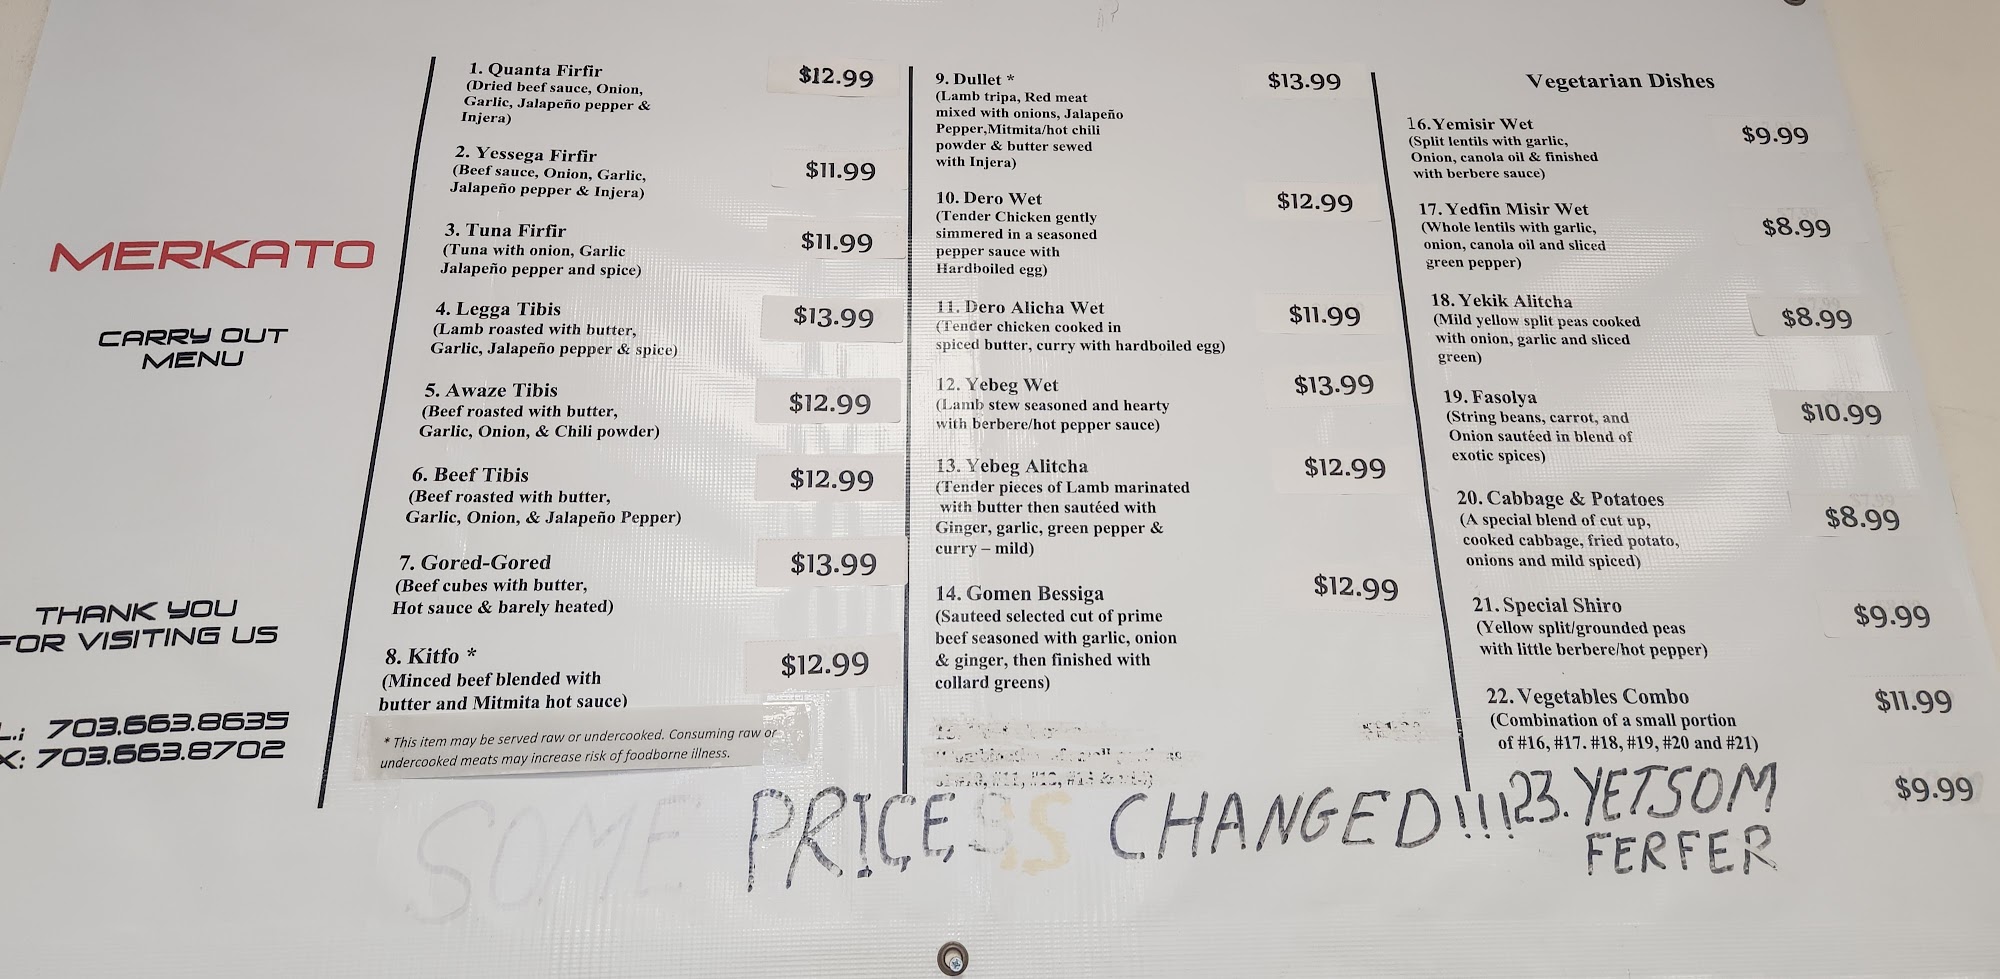 MERKATO
CARRY OUT
MENU
THANK YOU
FOR VISITING US
L.: 703.663.8635
X: 703.663.8702
1. Quanta Firfir $12.99
(Dried beef sauce, Onion,
Garlic, Jalapeño pepper &
Injera)
2. Yessega Firfir $11.99
(Beef sauce, Onion, Garlic,
Jalapeño pepper & Injera)
3. Tuna Firfir $11.99
(Tuna with onion, Garlic
Jalapeño pepper and spice)
4. Legga Tibis $13.99
(Lamb roasted with butter,
Garlic, Jalapeño pepper & spice)
5. Awaze Tibis $12.99
(Beef roasted with butter,
Garlic, Onion, & Chili powder)
6. Beef Tibis $12.99
(Beef roasted with butter,
Garlic, Onion, & Jalapeño Pepper)
7. Gored-Gored $13.99
(Beef cubes with butter,
Hot sauce & barely heated)
8. Kitfo * $12.99
(Minced beef blended with
butter and Mitmita hot sauce)
* This item may be served raw or undercooked. Consuming raw or
undercooked meats may increase risk of foodborne illness.
9. Dullet * $13.99
(Lamb tripa, Red meat
mixed with onions, Jalapeño
Pepper,Mitmita/hot chili
powder & butter sewed
with Injera)
10. Dero Wet $12.99
(Tender Chicken gently
simmered in a seasoned
pepper sauce with
Hardboiled egg)
11. Dero Alicha Wet $11.99
(Tender chicken cooked in
spiced butter, curry with hardboiled egg)
12. Yebeg Wet $13.99
(Lamb stew seasoned and hearty
with berbere/hot pepper sauce)
13. Yebeg Alitcha $12.99
(Tender pieces of Lamb marinated
with butter then sautéed with
Ginger, garlic, green pepper &
curry – mild)
14. Gomen Bessiga $12.99
(Sauteed selected cut of prime
beef seasoned with garlic, onion
& ginger, then finished with
collard greens)
Vegetarian Dishes
16. Yemisir Wet $9.99
(Split lentils with garlic,
Onion, canola oil & finished
with berbere sauce)
17. Yedfin Misir Wet $8.99
(Whole lentils with garlic,
onion, canola oil and sliced
green pepper)
18. Yekik Alitcha $8.99
(Mild yellow split peas cooked
with onion, garlic and sliced
green)
19. Fasolya $10.99
(String beans, carrot, and
Onion sautéed in blend of
exotic spices)
20. Cabbage & Potatoes $8.99
(A special blend of cut up,
cooked cabbage, fried potato,
onions and mild spiced)
21. Special Shiro $9.99
(Yellow split/grounded peas
with little berbere/hot pepper)
22. Vegetables Combo $11.99
(Combination of a small portion
of #16, #17. #18, #19, #20 and #21)
23. YETSOM $9.99
FERFER
SOME PRICES CHANGED!!!